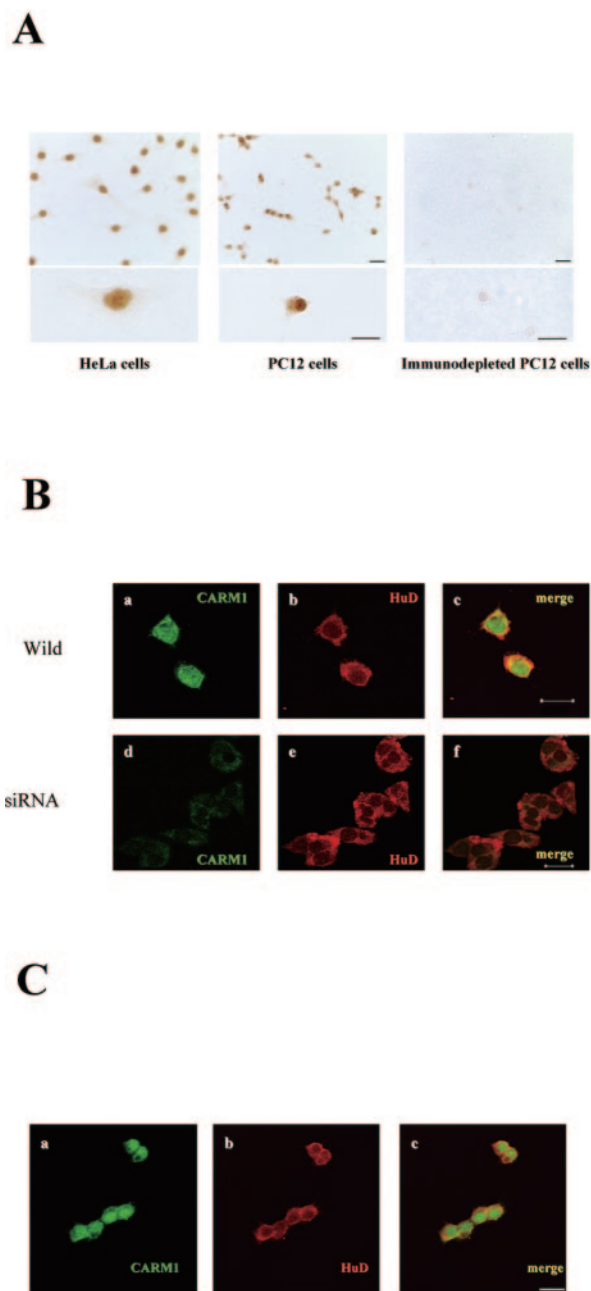 A
HeLa cells
PC12 cells
Immunodepleted PC12 cells
B
Wild
a
CARM1
b
HuD
c
merge
siRNA
d
CARM1
e
HuD
f
merge
C
a
CARM1
b
HuD
c
merge